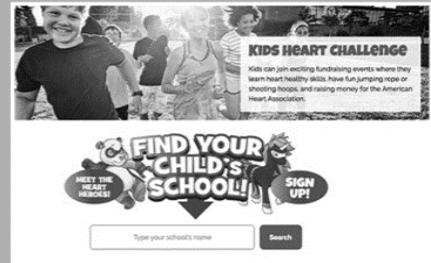 KIDS HEART CHALLENGE
Kids can join exciting fundraising events where they
learn heart healthy skills, have fun jumping rope or
shooting hoops, and raising money for the American
Heart Association.
FIND YOUR
CHILD'S
SCHOOL!
MEET THE
HEART
HEROES!
SIGN
UP!
Type your school's name
Search